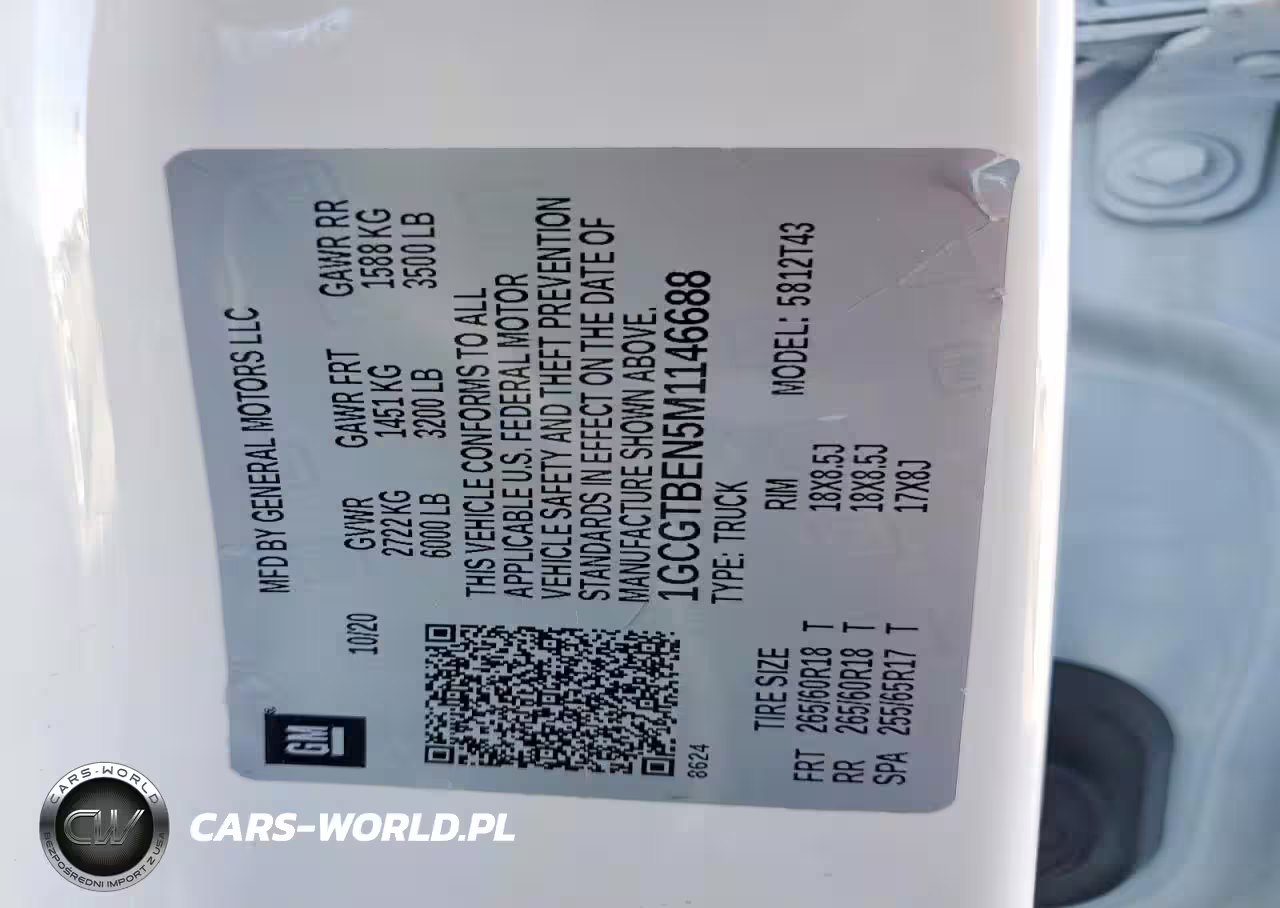 MFD BY GENERAL MOTORS LLC
GM
10/20
GVWR GAWR FRT GAWR RR
2722KG 1451 KG 1588 KG
6000 LB 3200 LB 3500 LB
THIS VEHICLE CONFORMS TO ALL
APPLICABLE U.S. FEDERAL MOTOR
VEHICLE SAFETY AND THEFT PREVENTION
STANDARDS IN EFFECT ON THE DATE OF
MANUFACTURE SHOWN ABOVE.
1GCGTBEN5M1146688
8624
TYPE: TRUCK
TIRE SIZE RIM MODEL: 5812T43
FRT 265/60R18 T 18X8.5J
RR 265/60R18 T 18X8.5J
SPA 255/65R17 T 17X8J
CARS-WORLD
CW
BEZPOŚREDNI IMPORT Z USA
CARS-WORLD.PL